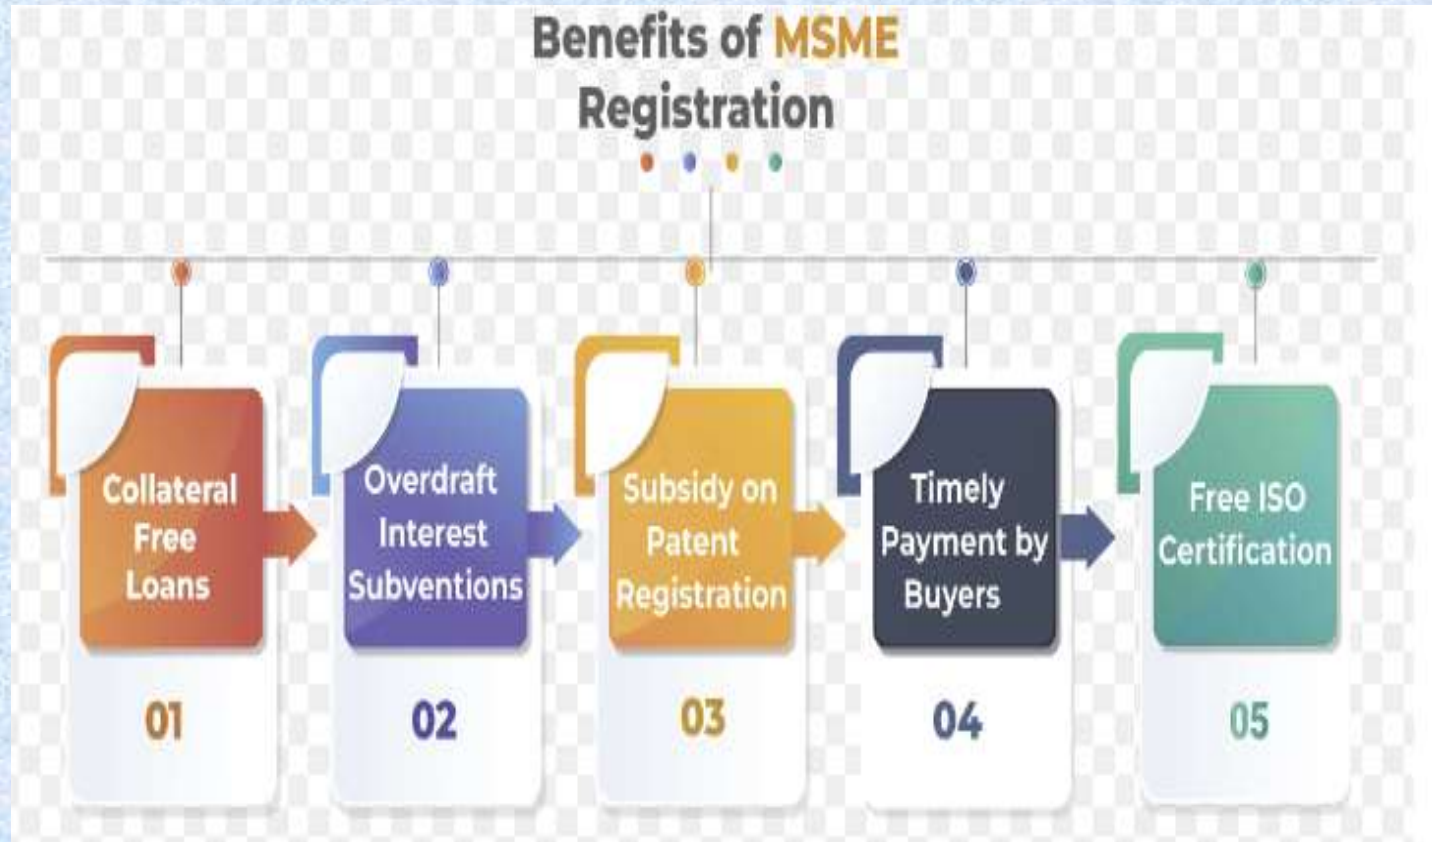 Benefits of MSME
Registration
Collateral
Free
Loans
01
Overdraft
Interest
Subventions
02
Subsidy on
Patent
Registration
03
Timely
Payment by
Buyers
04
Free ISO
Certification
05